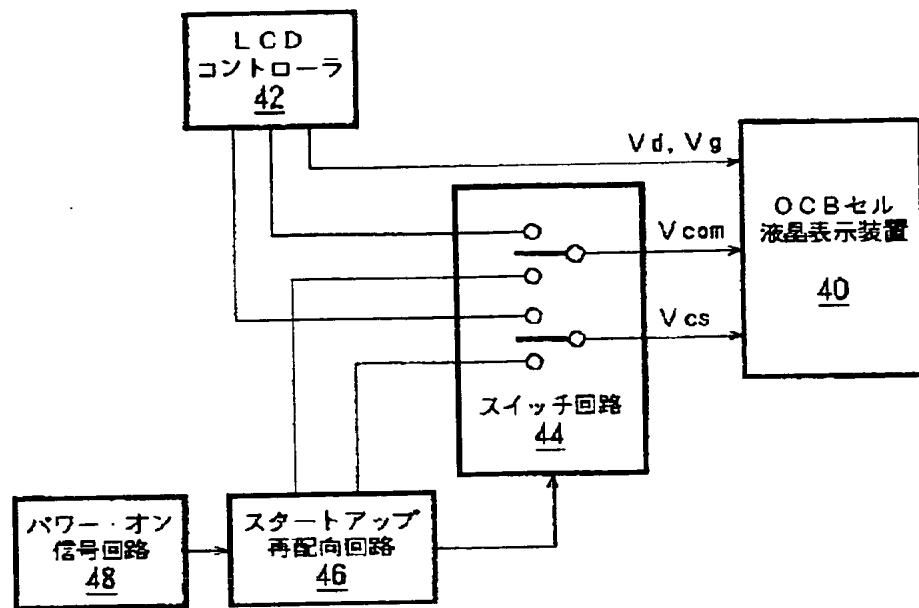 LCD
コントローラ
42
Vd, Vg
OCBセル
液晶表示装置
40
Vcom
Vcs
スイッチ回路
44
パワー・オン
信号回路
48
スタートアップ
再配向回路
46